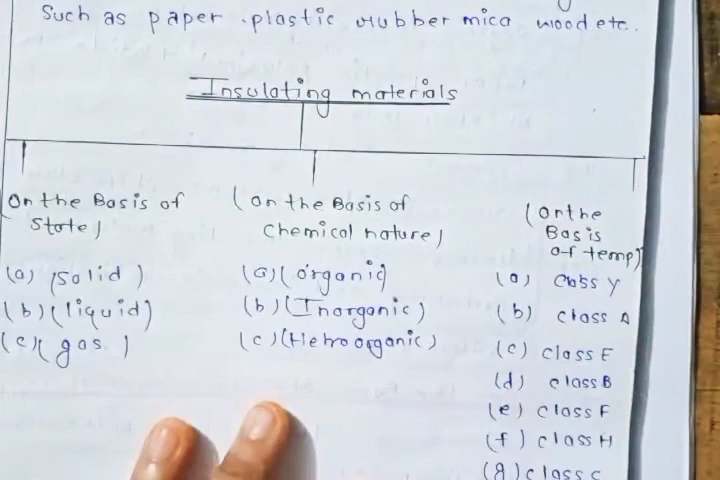 Such as paper .plastic rubber mica wood etc..
Insulating materials
(on the Basis of
state)
(a) (solid)
(b) (liquid)
(c) (gas)
(on the Basis of
chemical nature)
(a) (organic)
(b) (Inorganic)
(c) (Hetro organic)
(on the
Basis
of temp)
(a) class Y
(b) class A
(c) class E
(d) class B
(e) class F
(f) class H
(g) class C